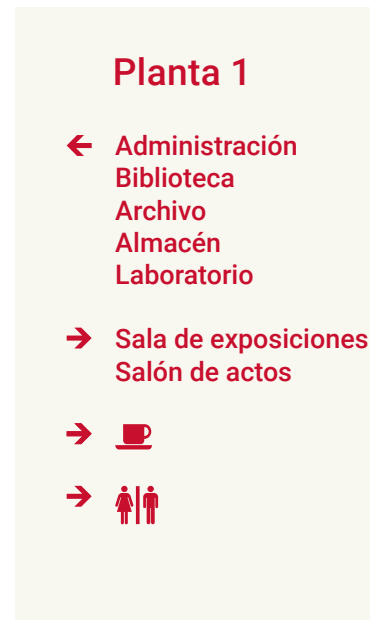 Planta 1
Administración
Biblioteca
Archivo
Almacén
Laboratorio
Sala de exposiciones
Salón de actos